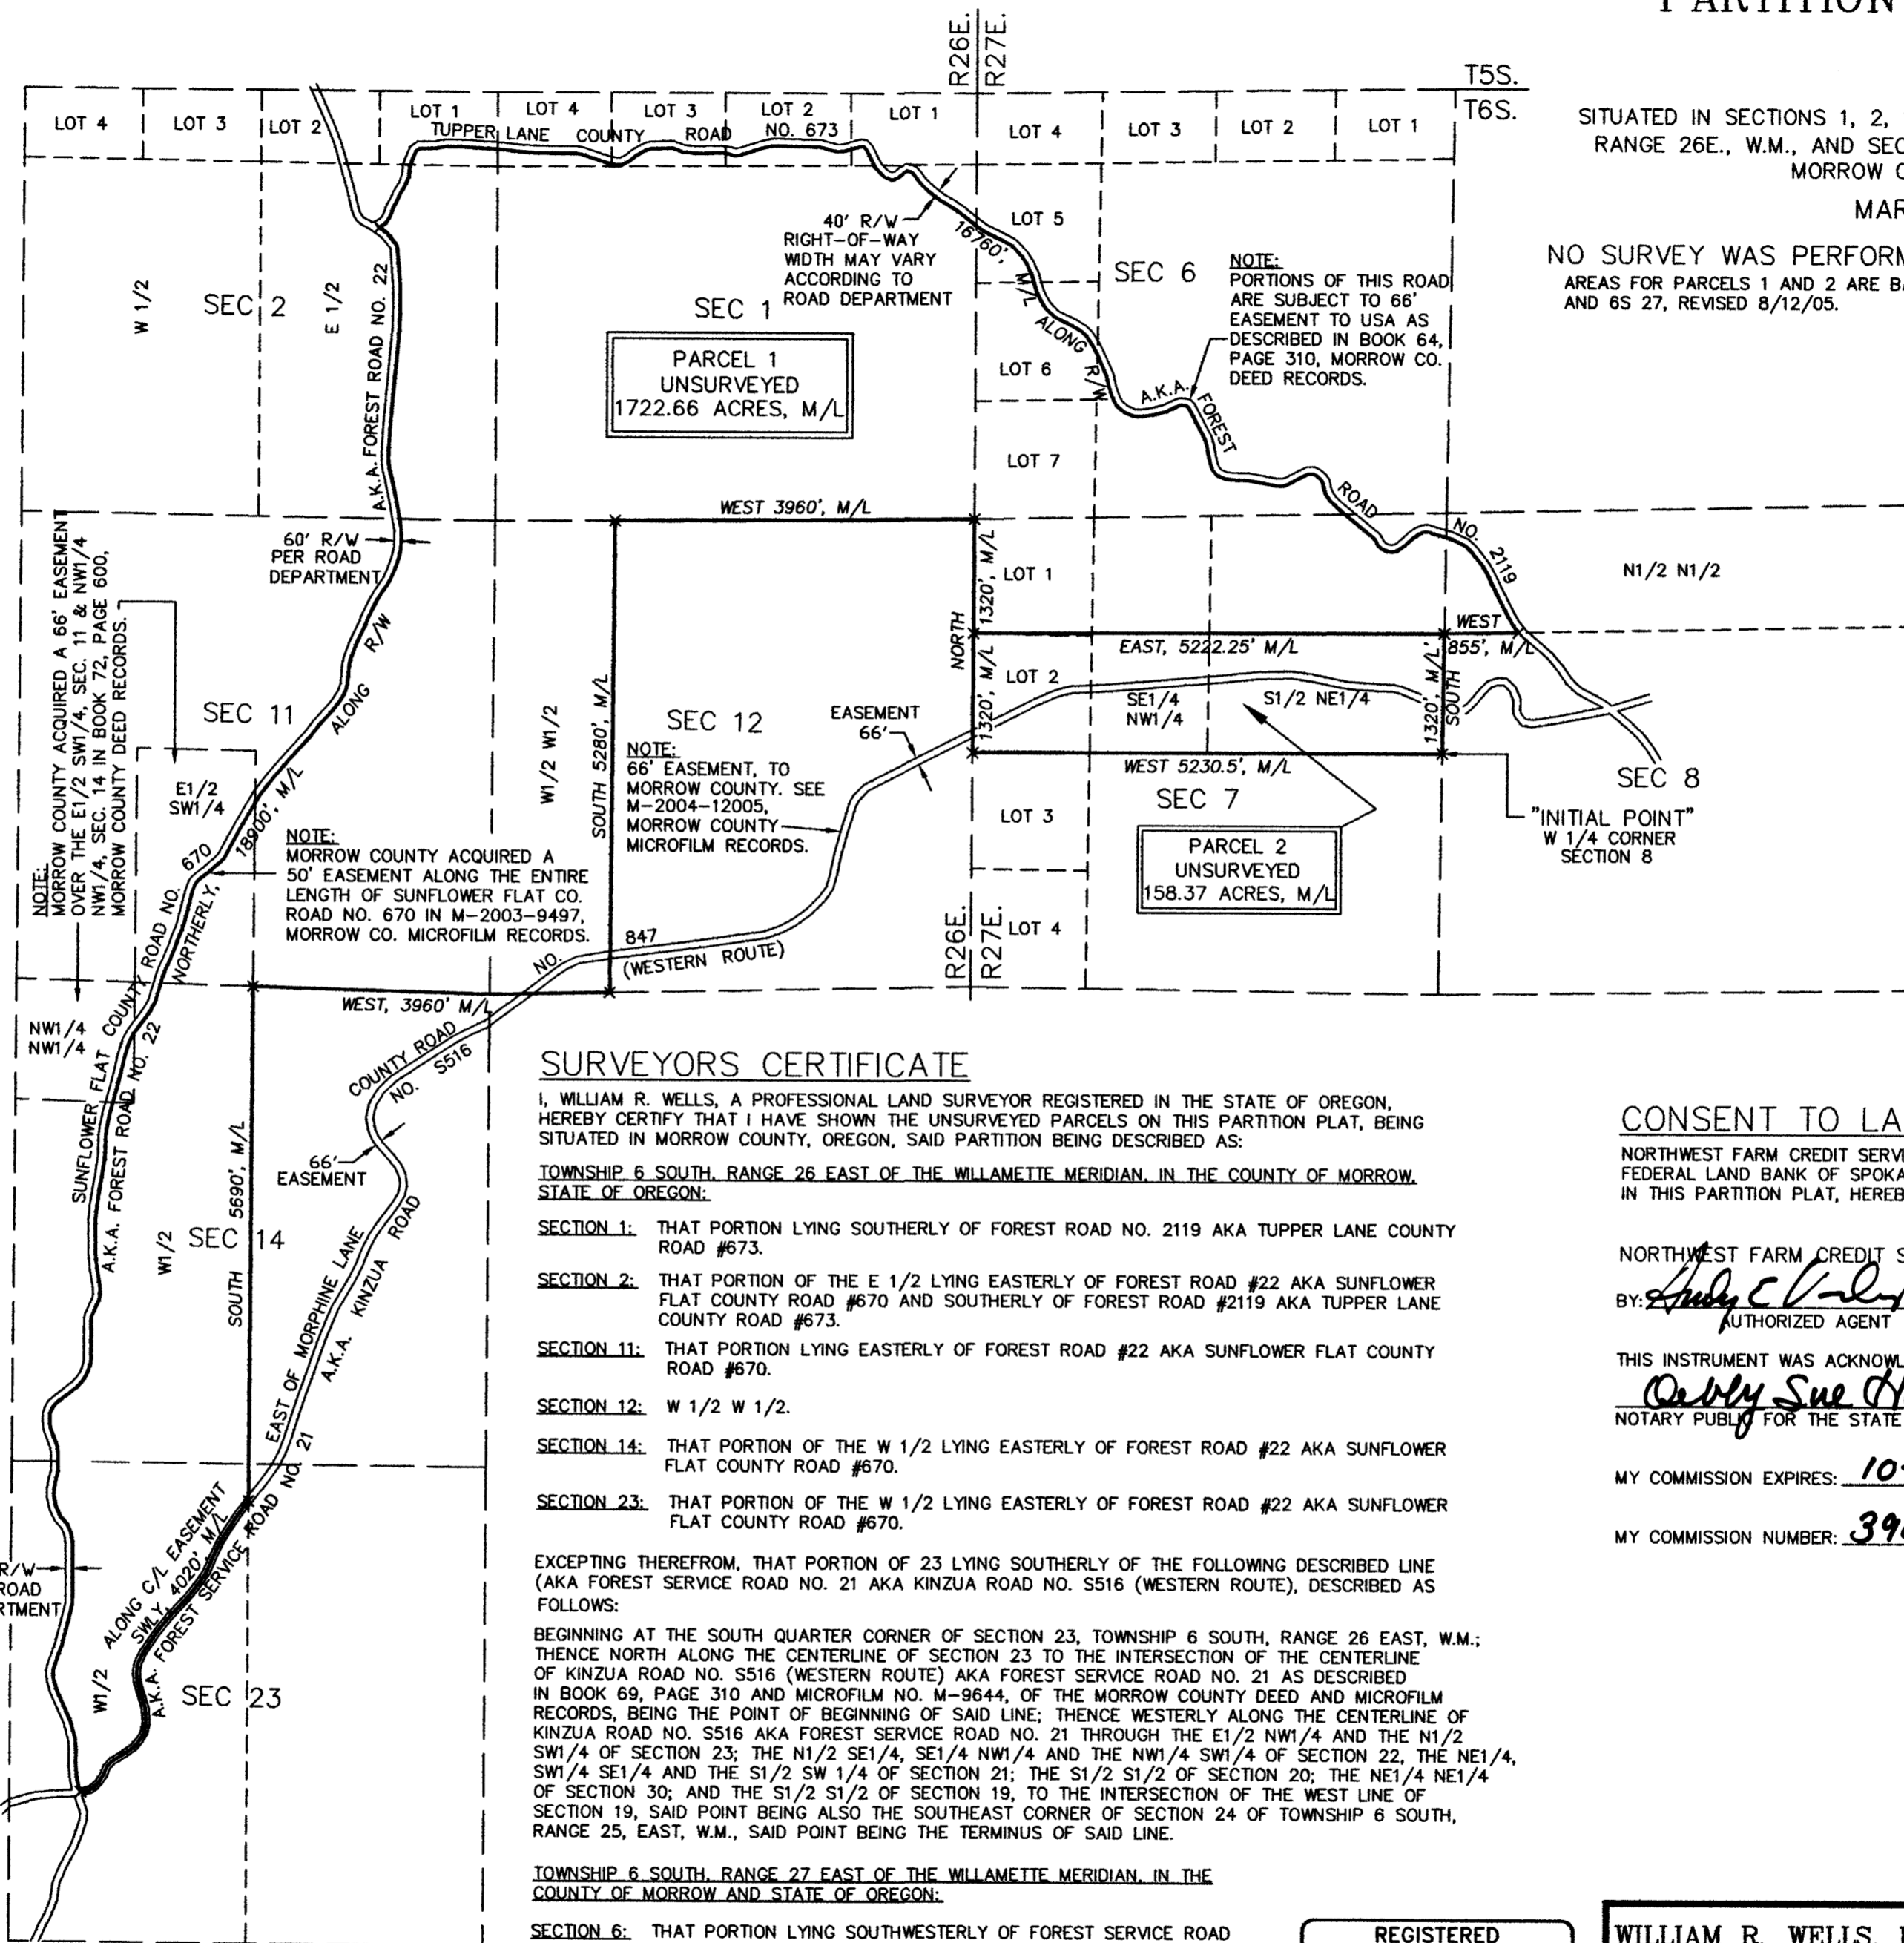 PARTITION
R26E.
R27E.
T5S.
T6S.
LOT 4
LOT 3
LOT 2
LOT 1
LOT 4
LOT 3
LOT 2
LOT 1
LOT 4
LOT 3
LOT 2
LOT 1
TUPPER LANE COUNTY ROAD NO. 673
SITUATED IN SECTIONS 1, 2,
RANGE 26E., W.M., AND SEC
MORROW C
MAR
NO SURVEY WAS PERFORM
AREAS FOR PARCELS 1 AND 2 ARE B
AND 6S 27, REVISED 8/12/05.
W 1/2
SEC 2
E 1/2
A.K.A. FOREST ROAD NO. 22
SEC 1
40' R/W
RIGHT-OF-WAY
WIDTH MAY VARY
ACCORDING TO
ROAD DEPARTMENT
16760', M/L ALONG R/W
LOT 5
SEC 6
NOTE:
PORTIONS OF THIS ROAD
ARE SUBJECT TO 66'
EASEMENT TO USA AS
DESCRIBED IN BOOK 64,
PAGE 310, MORROW CO.
DEED RECORDS.
PARCEL 1
UNSURVEYED
1722.66 ACRES, M/L
LOT 6
A.K.A. FOREST ROAD NO. 2119
LOT 7
WEST 3960', M/L
60' R/W
PER ROAD
DEPARTMENT
NOTE:
MORROW COUNTY ACQUIRED A 66' EASEMENT
OVER THE E1/2 SW1/4, SEC. 11 & NW1/4
NW1/4, SEC. 14 IN BOOK 72, PAGE 600,
MORROW COUNTY DEED RECORDS.
LOT 1
1320', M/L
NORTH
N1/2 N1/2
WEST
855', M/L
EAST, 5222.25' M/L
LOT 2
1320', M/L
SE1/4
NW1/4
S1/2 NE1/4
1320', M/L'
SOUTH
WEST 5230.5', M/L
SEC 8
SEC 7
"INITIAL POINT"
W 1/4 CORNER
SECTION 8
PARCEL 2
UNSURVEYED
158.37 ACRES, M/L
LOT 3
LOT 4
R26E.
R27E.
SEC 11
ALONG R/W
E1/2
SW1/4
W1/2 W1/2
SOUTH 5280', M/L
SEC 12
NOTE:
66' EASEMENT, TO
MORROW COUNTY. SEE
M-2004-12005,
MORROW COUNTY
MICROFILM RECORDS.
EASEMENT
66'
NOTE:
MORROW COUNTY ACQUIRED A
50' EASEMENT ALONG THE ENTIRE
LENGTH OF SUNFLOWER FLAT CO.
ROAD NO. 670 IN M-2003-9497,
MORROW CO. MICROFILM RECORDS.
NORTHERLY, 18900', M/L
NO. 847
(WESTERN ROUTE)
WEST, 3960' M/L
NW1/4
NW1/4
SUNFLOWER FLAT COUNTY ROAD NO. 670
A.K.A. FOREST ROAD NO. 22
COUNTY ROAD
NO. S516
66'
EASEMENT
W1/2
SEC 14
SOUTH 5690', M/L
EAST OF MORPHINE LANE
A.K.A. KINZUA ROAD
R/W
ROAD
RTMENT
ALONG C/L EASEMENT
SWLY, 4020' M/L
A.K.A. FOREST SERVICE ROAD NO. 21
W1/2
SEC 23
SURVEYORS CERTIFICATE
I, WILLIAM R. WELLS, A PROFESSIONAL LAND SURVEYOR REGISTERED IN THE STATE OF OREGON,
HEREBY CERTIFY THAT I HAVE SHOWN THE UNSURVEYED PARCELS ON THIS PARTITION PLAT, BEING
SITUATED IN MORROW COUNTY, OREGON, SAID PARTITION BEING DESCRIBED AS:
TOWNSHIP 6 SOUTH, RANGE 26 EAST OF THE WILLAMETTE MERIDIAN, IN THE COUNTY OF MORROW,
STATE OF OREGON:
SECTION 1: THAT PORTION LYING SOUTHERLY OF FOREST ROAD NO. 2119 AKA TUPPER LANE COUNTY
ROAD #673.
SECTION 2: THAT PORTION OF THE E 1/2 LYING EASTERLY OF FOREST ROAD #22 AKA SUNFLOWER
FLAT COUNTY ROAD #670 AND SOUTHERLY OF FOREST ROAD #2119 AKA TUPPER LANE
COUNTY ROAD #673.
SECTION 11: THAT PORTION LYING EASTERLY OF FOREST ROAD #22 AKA SUNFLOWER FLAT COUNTY
ROAD #670.
SECTION 12: W 1/2 W 1/2.
SECTION 14: THAT PORTION OF THE W 1/2 LYING EASTERLY OF FOREST ROAD #22 AKA SUNFLOWER
FLAT COUNTY ROAD #670.
SECTION 23: THAT PORTION OF THE W 1/2 LYING EASTERLY OF FOREST ROAD #22 AKA SUNFLOWER
FLAT COUNTY ROAD #670.
EXCEPTING THEREFROM, THAT PORTION OF 23 LYING SOUTHERLY OF THE FOLLOWING DESCRIBED LINE
(AKA FOREST SERVICE ROAD NO. 21 AKA KINZUA ROAD NO. S516 (WESTERN ROUTE), DESCRIBED AS
FOLLOWS:
BEGINNING AT THE SOUTH QUARTER CORNER OF SECTION 23, TOWNSHIP 6 SOUTH, RANGE 26 EAST, W.M.;
THENCE NORTH ALONG THE CENTERLINE OF SECTION 23 TO THE INTERSECTION OF THE CENTERLINE
OF KINZUA ROAD NO. S516 (WESTERN ROUTE) AKA FOREST SERVICE ROAD NO. 21 AS DESCRIBED
IN BOOK 69, PAGE 310 AND MICROFILM NO. M-9644, OF THE MORROW COUNTY DEED AND MICROFILM
RECORDS, BEING THE POINT OF BEGINNING OF SAID LINE; THENCE WESTERLY ALONG THE CENTERLINE OF
KINZUA ROAD NO. S516 AKA FOREST SERVICE ROAD NO. 21 THROUGH THE E1/2 NW1/4 AND THE N1/2
SW1/4 OF SECTION 23; THE N1/2 SE1/4, SE1/4 NW1/4 AND THE NW1/4 SW1/4 OF SECTION 22, THE NE1/4,
SW1/4 SE1/4 AND THE S1/2 SW 1/4 OF SECTION 21; THE S1/2 S1/2 OF SECTION 20; THE NE1/4 NE1/4
OF SECTION 30; AND THE S1/2 S1/2 OF SECTION 19, TO THE INTERSECTION OF THE WEST LINE OF
SECTION 19, SAID POINT BEING ALSO THE SOUTHEAST CORNER OF SECTION 24 OF TOWNSHIP 6 SOUTH,
RANGE 25, EAST, W.M., SAID POINT BEING THE TERMINUS OF SAID LINE.
TOWNSHIP 6 SOUTH, RANGE 27 EAST OF THE WILLAMETTE MERIDIAN, IN THE
COUNTY OF MORROW AND STATE OF OREGON:
SECTION 6: THAT PORTION LYING SOUTHWESTERLY OF FOREST SERVICE ROAD
CONSENT TO LA
NORTHWEST FARM CREDIT SERVI
FEDERAL LAND BANK OF SPOKA
IN THIS PARTITION PLAT, HEREB
NORTHWEST FARM CREDIT S
BY:
AUTHORIZED AGENT
THIS INSTRUMENT WAS ACKNOWL
NOTARY PUBLIC FOR THE STATE
MY COMMISSION EXPIRES: 10
MY COMMISSION NUMBER: 39
REGISTERED
WILLIAM R. WELLS,